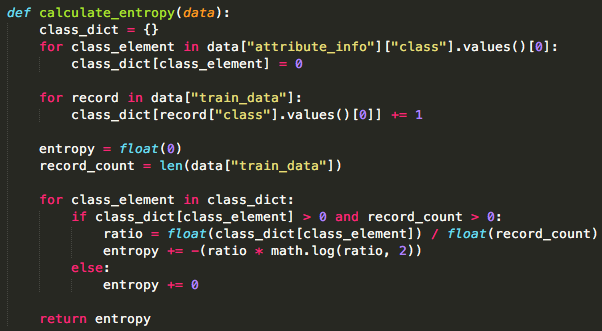 def calculate_entropy(data):
    class_dict = {}
    for class_element in data["attribute_info"]["class"].values()[0]:
        class_dict[class_element] = 0

    for record in data["train_data"]:
        class_dict[record["class"].values()[0]] += 1

    entropy = float(0)
    record_count = len(data["train_data"])

    for class_element in class_dict:
        if class_dict[class_element] > 0 and record_count > 0:
            ratio = float(class_dict[class_element]) / float(record_count)
            entropy += -(ratio * math.log(ratio, 2))
        else:
            entropy += 0

    return entropy